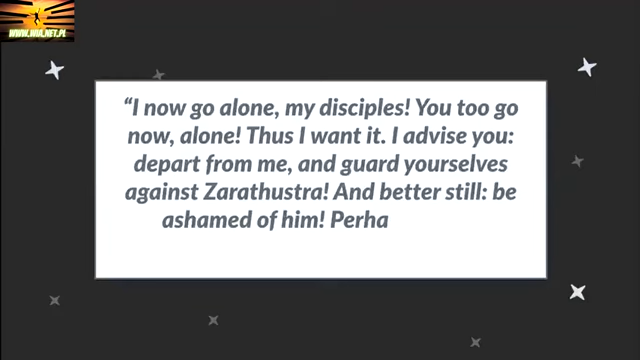 WWW.WIA.NET.PL
“I now go alone, my disciples! You too go
now, alone! Thus I want it. I advise you:
depart from me, and guard yourselves
against Zarathustra! And better still: be
ashamed of him! Perha